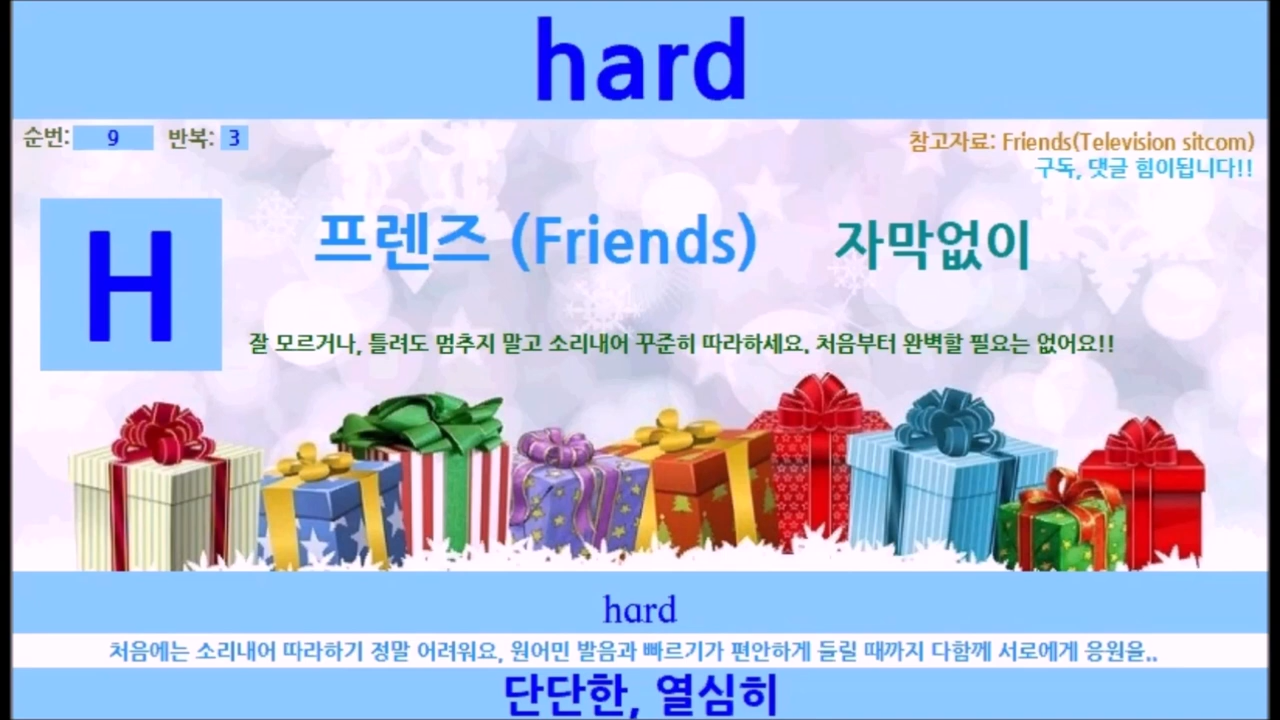 hard
순번: 9 반복: 3
참고자료: Friends(Television sitcom)
구독, 댓글 힘이됩니다!!
H
프렌즈 (Friends) 자막없이
잘 모르거나, 틀려도 멈추지 말고 소리내어 꾸준히 따라하세요. 처음부터 완벽할 필요는 없어요!!
hard
처음에는 소리내어 따라하기 정말 어려워요, 원어민 발음과 빠르기가 편안하게 들릴 때까지 다함께 서로에게 응원을..
단단한, 열심히